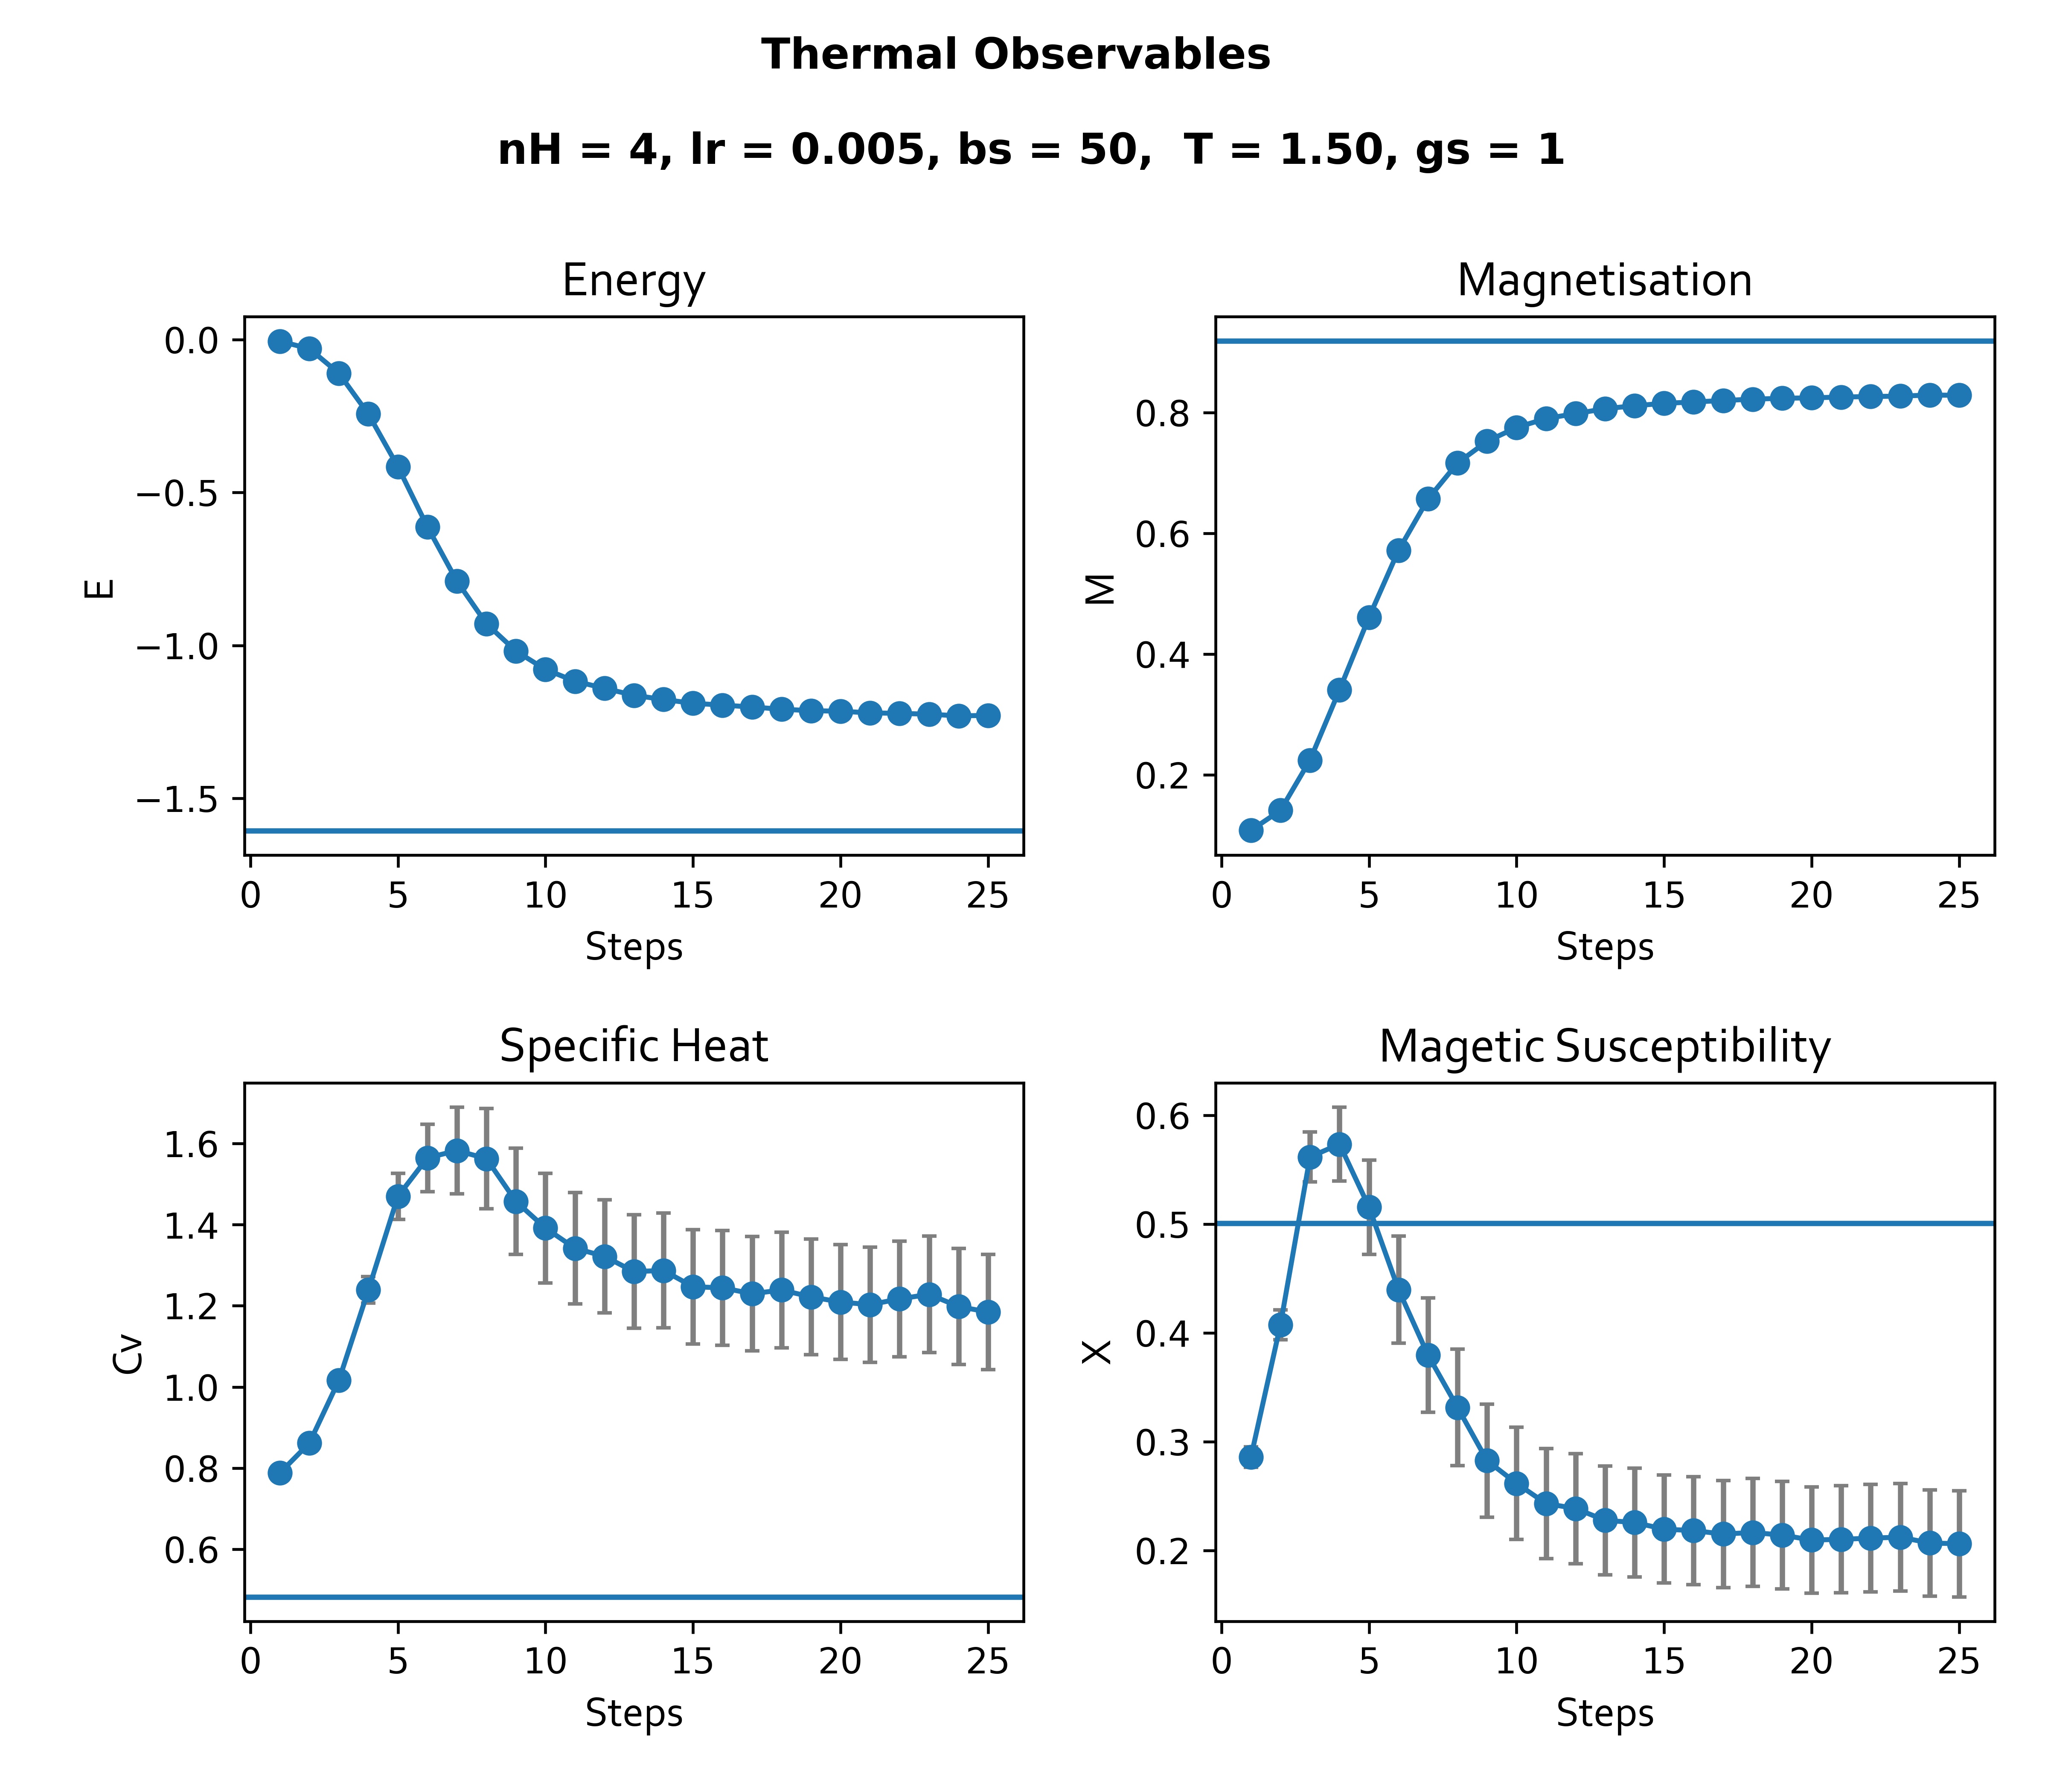 Thermal Observables
nH = 4, lr = 0.005, bs = 50,  T = 1.50, gs = 1
Energy
E
0.0
−0.5
−1.0
−1.5
0 5 10 15 20 25
Steps
Magnetisation
M
0.8
0.6
0.4
0.2
0 5 10 15 20 25
Steps
Specific Heat
Cv
1.6
1.4
1.2
1.0
0.8
0.6
0 5 10 15 20 25
Steps
Magetic Susceptibility
X
0.6
0.5
0.4
0.3
0.2
0 5 10 15 20 25
Steps